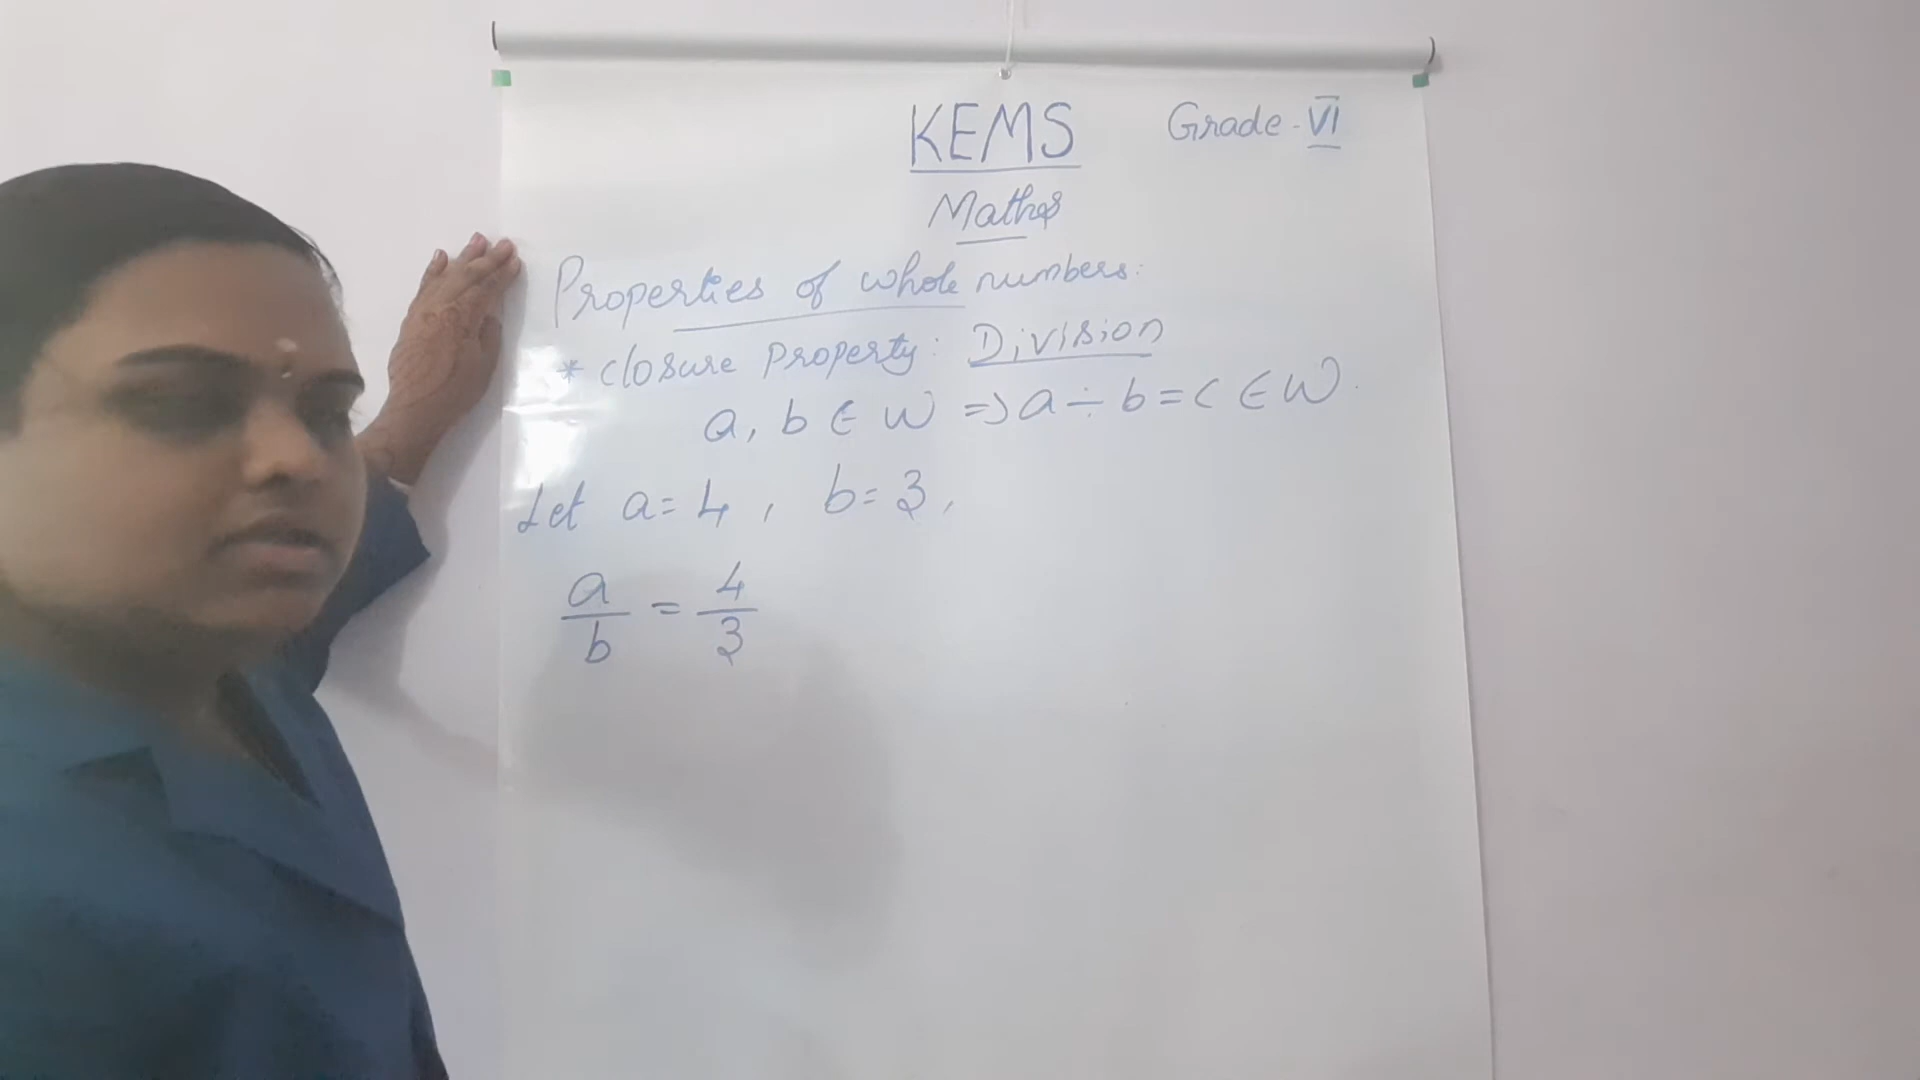 KEMS Grade - VI
Maths
Properties of whole numbers:
* closure property: Division
a, b ∈ W => a ÷ b = c ∈ W.
Let a = 4, b = 3,
a/b = 4/3